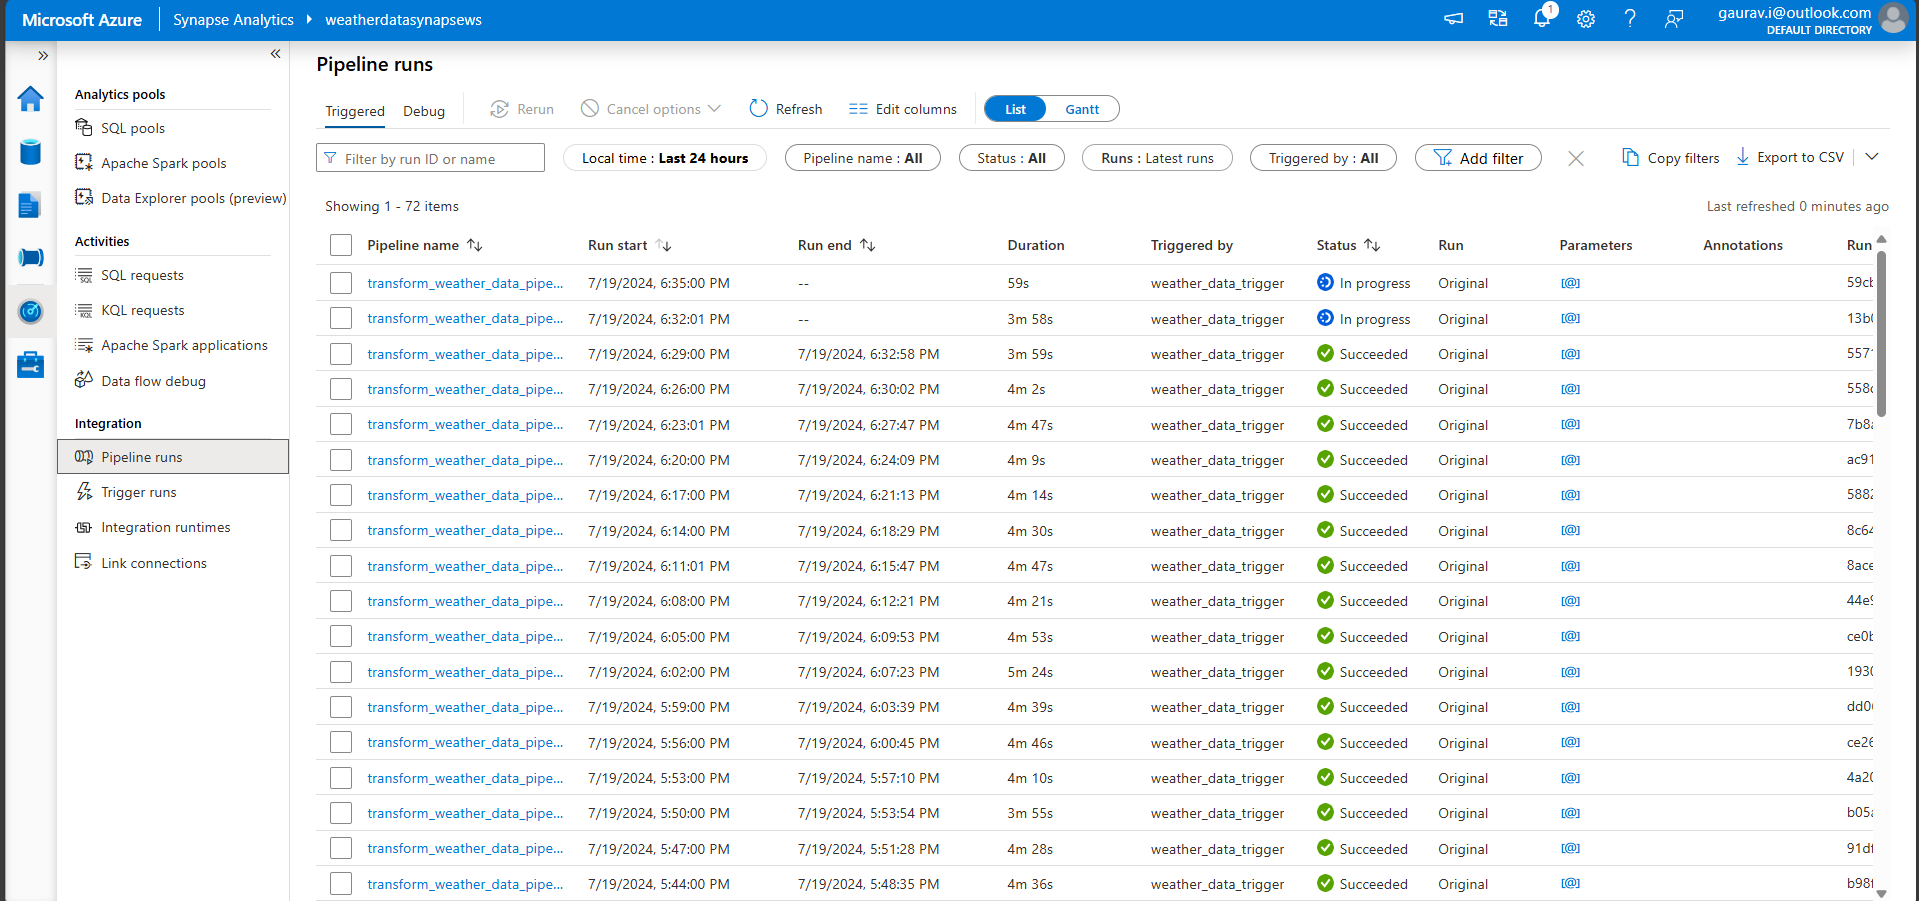 Microsoft Azure Synapse Analytics weatherdatasynapsews 1 gaurav.i@outlook.com
DEFAULT DIRECTORY
Analytics pools
SQL pools
Apache Spark pools
Data Explorer pools (preview)
Activities
SQL requests
KQL requests
Apache Spark applications
Data flow debug
Integration
Pipeline runs
Trigger runs
Integration runtimes
Link connections
Pipeline runs
Triggered Debug Rerun Cancel options Refresh Edit columns List Gantt
Filter by run ID or name Local time : Last 24 hours Pipeline name : All Status : All Runs : Latest runs Triggered by : All Add filter Copy filters Export to CSV
Showing 1 - 72 items Last refreshed 0 minutes ago
Pipeline name Run start Run end Duration Triggered by Status Run Parameters Annotations Run
transform_weather_data_pipe... 7/19/2024, 6:35:00 PM -- 59s weather_data_trigger In progress Original [@] 59cb
transform_weather_data_pipe... 7/19/2024, 6:32:01 PM -- 3m 58s weather_data_trigger In progress Original [@] 13b0
transform_weather_data_pipe... 7/19/2024, 6:29:00 PM 7/19/2024, 6:32:58 PM 3m 59s weather_data_trigger Succeeded Original [@] 5571
transform_weather_data_pipe... 7/19/2024, 6:26:00 PM 7/19/2024, 6:30:02 PM 4m 2s weather_data_trigger Succeeded Original [@] 558c
transform_weather_data_pipe... 7/19/2024, 6:23:01 PM 7/19/2024, 6:27:47 PM 4m 47s weather_data_trigger Succeeded Original [@] 7b8a
transform_weather_data_pipe... 7/19/2024, 6:20:00 PM 7/19/2024, 6:24:09 PM 4m 9s weather_data_trigger Succeeded Original [@] ac91
transform_weather_data_pipe... 7/19/2024, 6:17:00 PM 7/19/2024, 6:21:13 PM 4m 14s weather_data_trigger Succeeded Original [@] 5882
transform_weather_data_pipe... 7/19/2024, 6:14:00 PM 7/19/2024, 6:18:29 PM 4m 30s weather_data_trigger Succeeded Original [@] 8c64
transform_weather_data_pipe... 7/19/2024, 6:11:01 PM 7/19/2024, 6:15:47 PM 4m 47s weather_data_trigger Succeeded Original [@] 8ace
transform_weather_data_pipe... 7/19/2024, 6:08:00 PM 7/19/2024, 6:12:21 PM 4m 21s weather_data_trigger Succeeded Original [@] 44e9
transform_weather_data_pipe... 7/19/2024, 6:05:00 PM 7/19/2024, 6:09:53 PM 4m 53s weather_data_trigger Succeeded Original [@] ce0b
transform_weather_data_pipe... 7/19/2024, 6:02:00 PM 7/19/2024, 6:07:23 PM 5m 24s weather_data_trigger Succeeded Original [@] 1930
transform_weather_data_pipe... 7/19/2024, 5:59:00 PM 7/19/2024, 6:03:39 PM 4m 39s weather_data_trigger Succeeded Original [@] dd06
transform_weather_data_pipe... 7/19/2024, 5:56:00 PM 7/19/2024, 6:00:45 PM 4m 46s weather_data_trigger Succeeded Original [@] ce26
transform_weather_data_pipe... 7/19/2024, 5:53:00 PM 7/19/2024, 5:57:10 PM 4m 10s weather_data_trigger Succeeded Original [@] 4a20
transform_weather_data_pipe... 7/19/2024, 5:50:00 PM 7/19/2024, 5:53:54 PM 3m 55s weather_data_trigger Succeeded Original [@] b05a
transform_weather_data_pipe... 7/19/2024, 5:47:00 PM 7/19/2024, 5:51:28 PM 4m 28s weather_data_trigger Succeeded Original [@] 91df
transform_weather_data_pipe... 7/19/2024, 5:44:00 PM 7/19/2024, 5:48:35 PM 4m 36s weather_data_trigger Succeeded Original [@] b98f